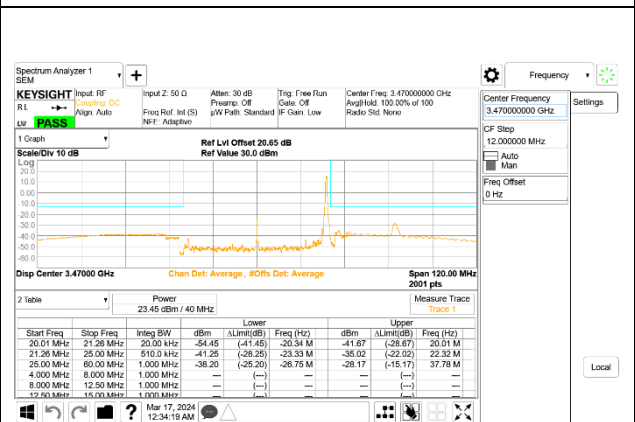 Spectrum Analyzer 1
SEM
Frequency
KEYSIGHT Input: RF Input Z: 50 Ω Atten: 30 dB Trig: Free Run Center Freq: 3.470000000 GHz
RL Coupling: DC Preamp: Off Gate: Off Avg|Hold: 100.00% of 100
Align: Auto Freq Ref: Int (S) µW Path: Standard IF Gain: Low Radio Std: None
PASS NFE: Adaptive
Center Frequency
3.470000000 GHz
Settings
CF Step
12.000000 MHz
Auto
Man
Freq Offset
0 Hz
1 Graph
Ref Lvl Offset 20.65 dB
Scale/Div 10 dB Ref Value 30.0 dBm
Log
20.0
10.0
0.00
-10.0
-20.0
-30.0
-40.0
-50.0
-60.0
Disp Center 3.47000 GHz Chan Det: Average , #Offs Det: Average Span 120.00 MHz
2001 pts
2 Table Power Measure Trace
23.45 dBm / 40 MHz Trace 1
Lower Upper
Start Freq Stop Freq Integ BW dBm ΔLimit(dB) Freq (Hz) dBm ΔLimit(dB) Freq (Hz)
20.01 MHz 21.26 MHz 20.00 kHz -54.45 (-41.45) -20.34 M -41.67 (-28.67) 20.01 M
21.26 MHz 25.00 MHz 510.0 kHz -41.25 (-28.25) -23.33 M -35.02 (-22.02) 22.32 M
25.00 MHz 60.00 MHz 1.000 MHz -38.20 (-25.20) -26.75 M -28.17 (-15.17) 37.78 M
4.000 MHz 8.000 MHz 1.000 MHz --- (---) --- --- (---) ---
8.000 MHz 12.50 MHz 1.000 MHz --- (---) --- --- (---) ---
12.50 MHz 15.00 MHz 1.000 MHz --- (---) --- --- (---) ---
Local
? Mar 17, 2024
12:34:19 AM